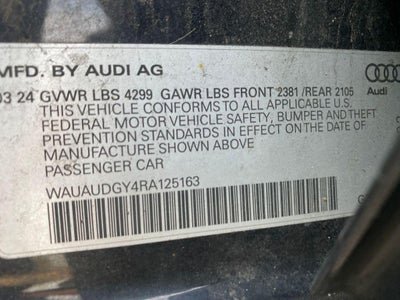 MFD. BY AUDI AG
03 24 GVWR LBS 4299 GAWR LBS FRONT 2381 /REAR 2105
Audi
THIS VEHICLE CONFORMS TO ALL APPLICABLE U.S.
FEDERAL MOTOR VEHICLE SAFETY, BUMPER AND THEFT
PREVENTION STANDARDS IN EFFECT ON THE DATE OF
MANUFACTURE SHOWN ABOVE
PASSENGER CAR
WAUAUDGY4RA125163